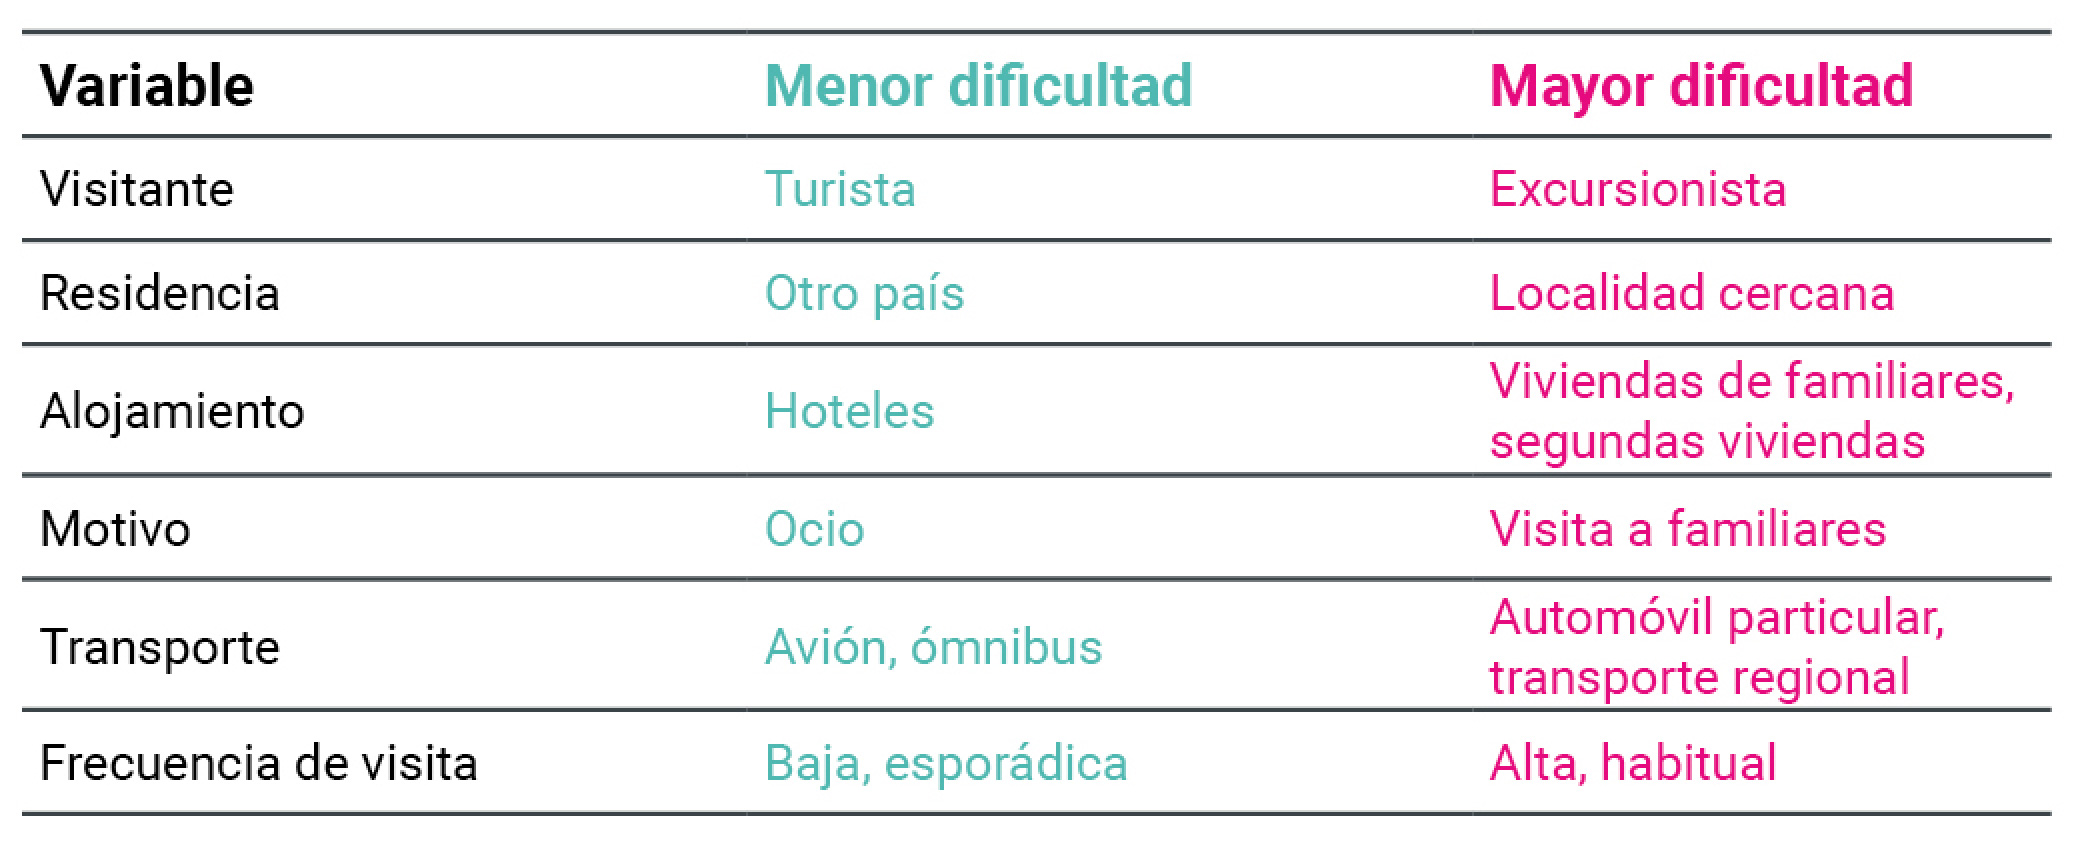 Variable Menor dificultad Mayor dificultad
Visitante Turista Excursionista
Residencia Otro país Localidad cercana
Alojamiento Hoteles Viviendas de familiares,
segundas viviendas
Motivo Ocio Visita a familiares
Transporte Avión, ómnibus Automóvil particular,
transporte regional
Frecuencia de visita Baja, esporádica Alta, habitual